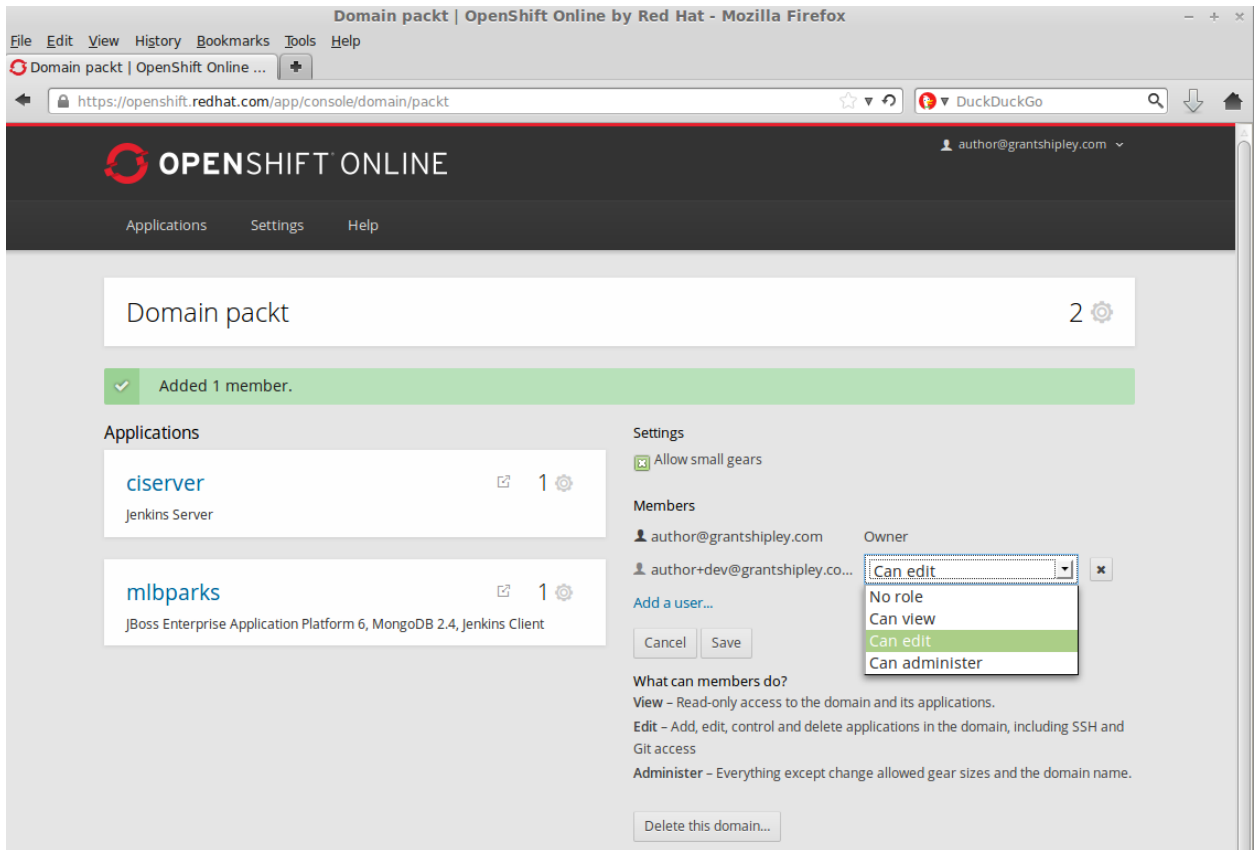 Domain packt | OpenShift Online by Red Hat - Mozilla Firefox
File Edit View History Bookmarks Tools Help
Domain packt | OpenShift Online ...
https://openshift.redhat.com/app/console/domain/packt
DuckDuckGo
OPENSHIFT ONLINE
author@grantshipley.com
Applications Settings Help
Domain packt
2
Added 1 member.
Applications
ciserver
1
Jenkins Server
mlbparks
1
JBoss Enterprise Application Platform 6, MongoDB 2.4, Jenkins Client
Settings
Allow small gears
Members
author@grantshipley.com Owner
author+dev@grantshipley.co... Can edit
No role
Can view
Can edit
Can administer
Add a user...
Cancel Save
What can members do?
View – Read-only access to the domain and its applications.
Edit – Add, edit, control and delete applications in the domain, including SSH and
Git access
Administer – Everything except change allowed gear sizes and the domain name.
Delete this domain...